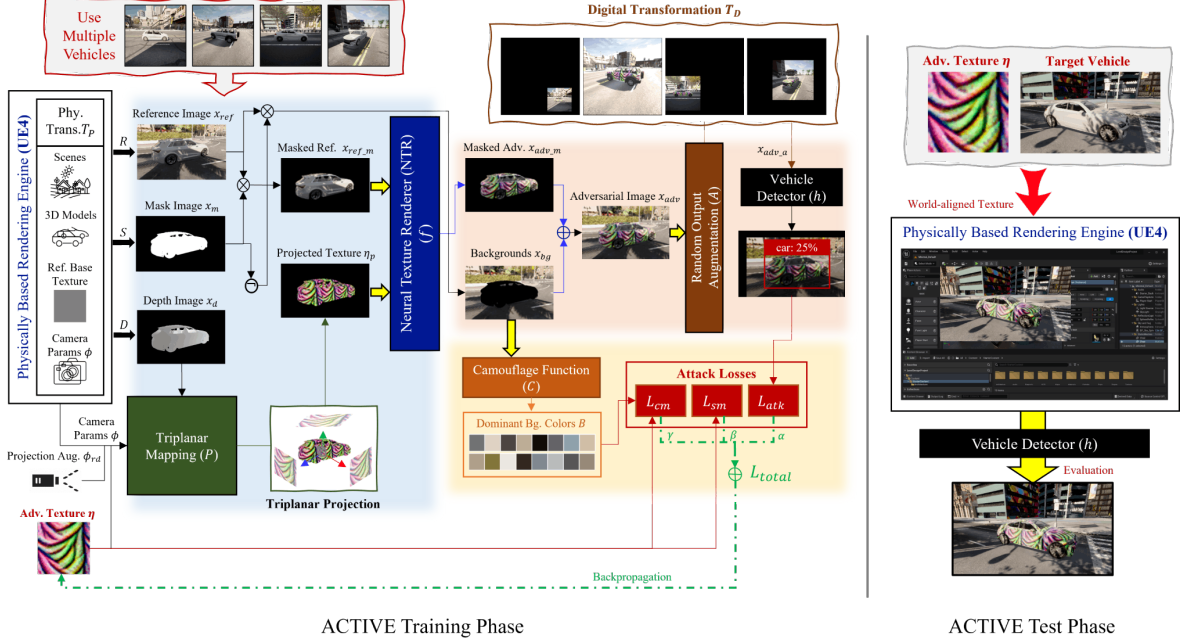 Use
Multiple
Vehicles
Digital Transformation T_D
Physically Based Rendering Engine (UE4)
Phy.
Trans.T_P
Scenes
3D Models
Ref. Base
Texture
Camera
Params ϕ
R
S
D
Reference Image x_ref
Mask Image x_m
Depth Image x_d
Masked Ref. x_ref_m
Projected Texture η_p
Neural Texture Renderer (NTR)
(f)
Masked Adv. x_adv_m
Backgrounds x_bg
Adversarial Image x_adv
Random Output
Augmentation (A)
x_adv_a
Vehicle
Detector (h)
car: 25%
Camera
Params ϕ
Projection Aug. ϕ_rd
Triplanar
Mapping (P)
Triplanar Projection
Camouflage Function
(C)
Dominant Bg. Colors B
Attack Losses
L_cm
L_sm
L_atk
γ
β
α
L_total
Adv. Texture η
Backpropagation
ACTIVE Training Phase
Adv. Texture η
Target Vehicle
World-aligned Texture
Physically Based Rendering Engine (UE4)
Vehicle Detector (h)
Evaluation
ACTIVE Test Phase